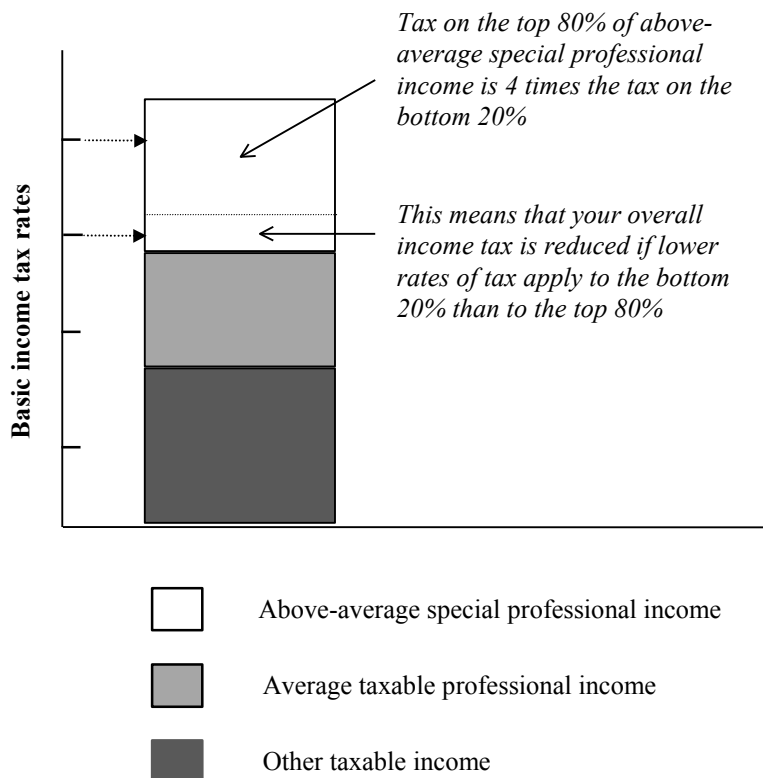 Tax on the top 80% of above-
average special professional
income is 4 times the tax on the
bottom 20%
This means that your overall
income tax is reduced if lower
rates of tax apply to the bottom
20% than to the top 80%
Basic income tax rates
Above-average special professional income
Average taxable professional income
Other taxable income